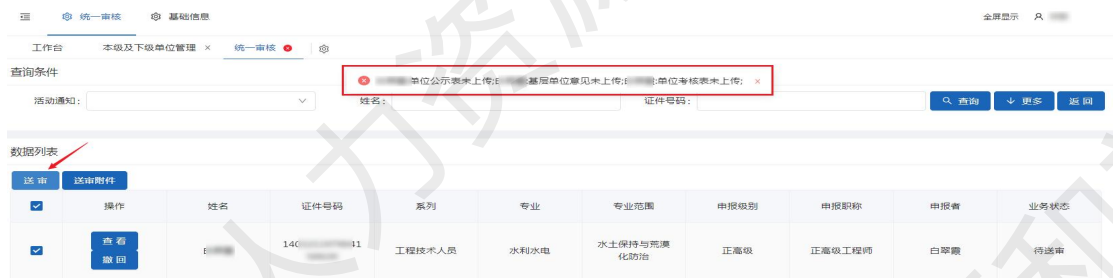 统一审核 基础信息 全屏显示
工作台 本级及下级单位管理 × 统一审核 |
查询条件
单位公示表未上传; 基层单位意见未上传; :单位考核表未上传; ×
活动通知: 姓名: 证件号码: 查询 更多 返回
数据列表
送审 送审附件
操作 姓名 证件号码 系列 专业 专业范围 申报级别 申报职称 申报者 业务状态
查看 140 41 工程技术人员 水利水电 水土保持与荒漠 正高级 正高级工程师 白翠霞 待送审
撤回 化防治
人力资源
和